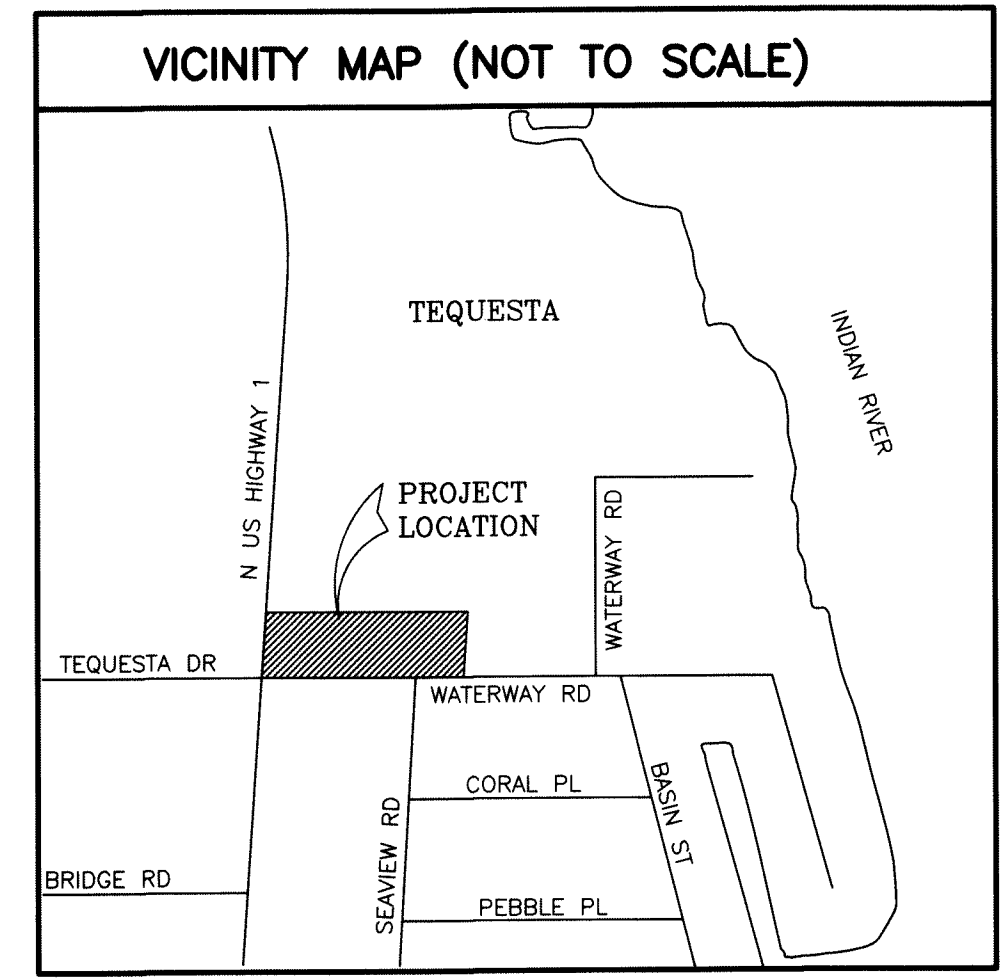 VICINITY MAP (NOT TO SCALE)
TEQUESTA
INDIAN RIVER
N US HIGHWAY 1
PROJECT
LOCATION
WATERWAY RD
TEQUESTA DR
WATERWAY RD
CORAL PL
BASIN ST
SEAVIEW RD
BRIDGE RD
PEBBLE PL